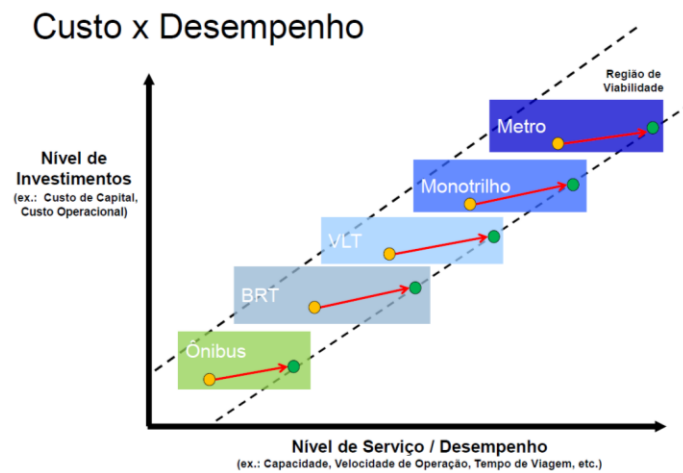 Custo x Desempenho
Região de
Viabilidade
Metro
Nível de
Investimentos
(ex.: Custo de Capital,
Custo Operacional)
Monotrilho
VLT
BRT
Ônibus
Nível de Serviço / Desempenho
(ex.: Capacidade, Velocidade de Operação, Tempo de Viagem, etc.)